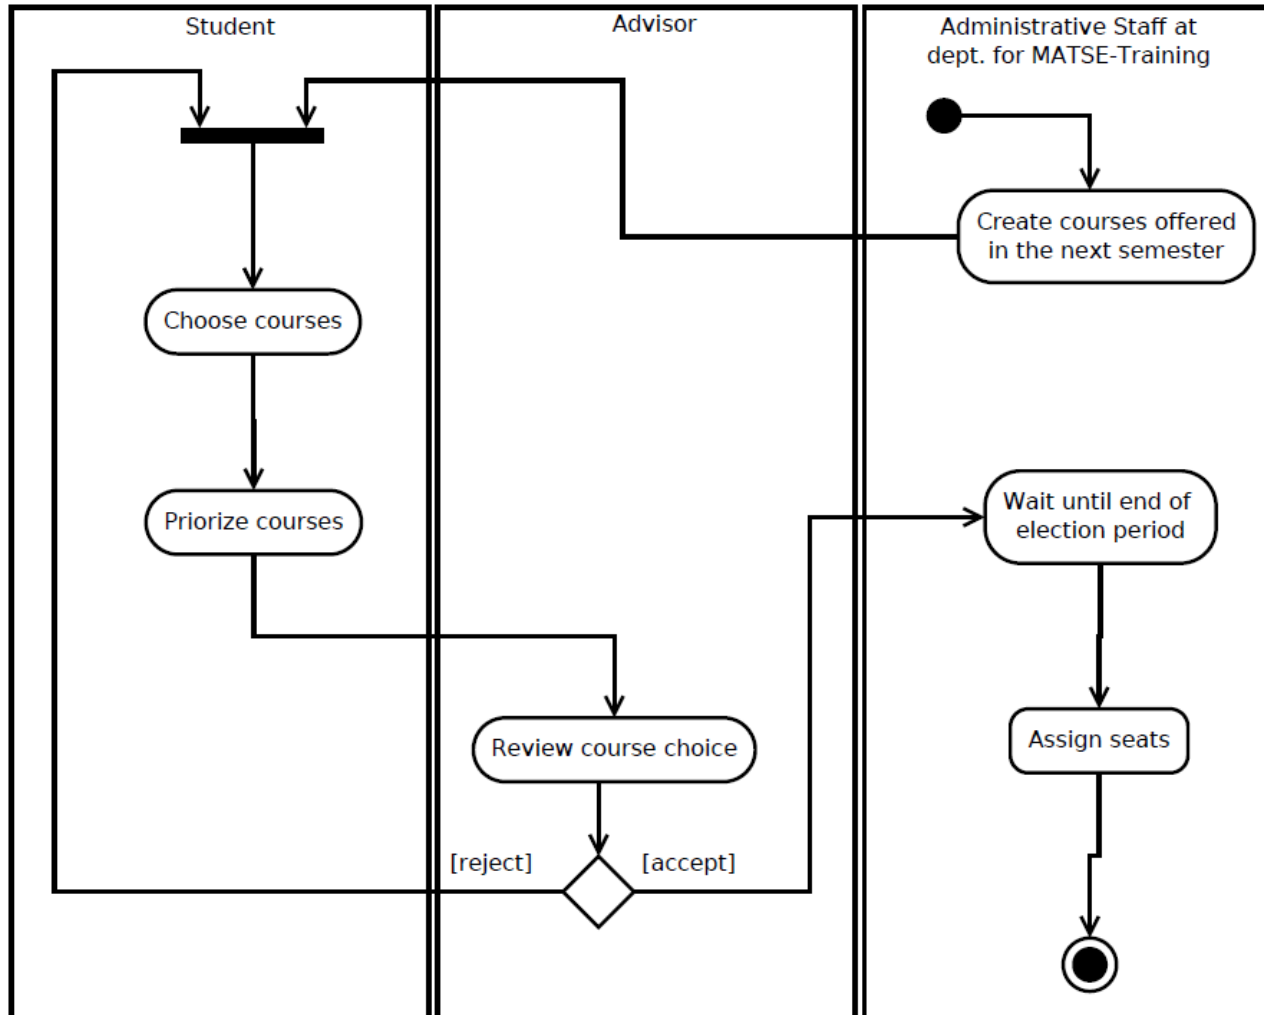 Student
Advisor
Administrative Staff at
dept. for MATSE-Training
Create courses offered
in the next semester
Choose courses
Priorize courses
Wait until end of
election period
Review course choice
Assign seats
[reject]
[accept]